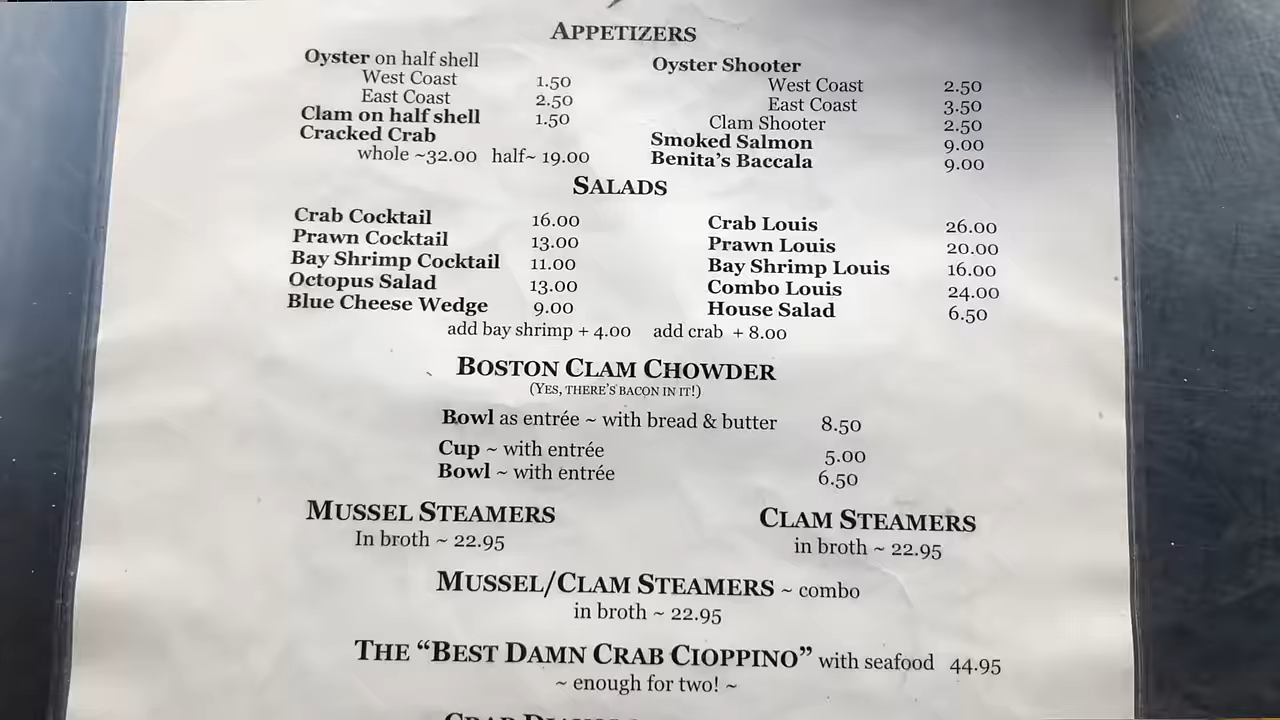 APPETIZERS
Oyster on half shell
West Coast 1.50
East Coast 2.50
Clam on half shell 1.50
Cracked Crab
whole ~32.00 half~ 19.00
Oyster Shooter
West Coast 2.50
East Coast 3.50
Clam Shooter 2.50
Smoked Salmon 9.00
Benita's Baccala 9.00
SALADS
Crab Cocktail 16.00
Prawn Cocktail 13.00
Bay Shrimp Cocktail 11.00
Octopus Salad 13.00
Blue Cheese Wedge 9.00
Crab Louis 26.00
Prawn Louis 20.00
Bay Shrimp Louis 16.00
Combo Louis 24.00
House Salad 6.50
add bay shrimp + 4.00 add crab + 8.00
BOSTON CLAM CHOWDER
(YES, THERE'S BACON IN IT!)
Bowl as entrée ~ with bread & butter 8.50
Cup ~ with entrée 5.00
Bowl ~ with entrée 6.50
MUSSEL STEAMERS
In broth ~ 22.95
CLAM STEAMERS
in broth ~ 22.95
MUSSEL/CLAM STEAMERS ~ combo
in broth ~ 22.95
THE “BEST DAMN CRAB CIOPPINO” with seafood 44.95
~ enough for two! ~